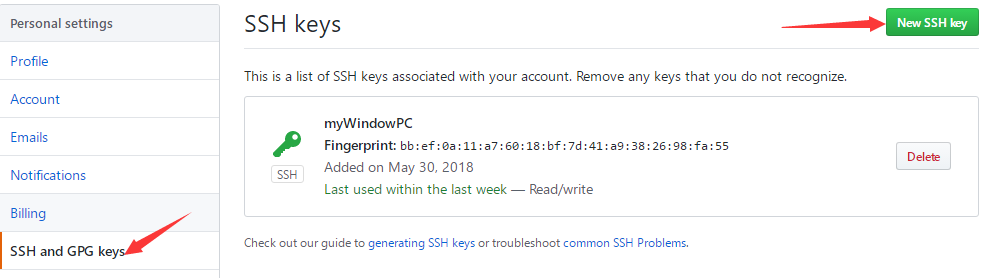 Personal settings
Profile
Account
Emails
Notifications
Billing
SSH and GPG keys
SSH keys
New SSH key
This is a list of SSH keys associated with your account. Remove any keys that you do not recognize.
myWindowPC
Fingerprint: bb:ef:0a:11:a7:60:18:bf:7d:41:a9:38:26:98:fa:55
Added on May 30, 2018
Last used within the last week — Read/write
SSH
Delete
Check out our guide to generating SSH keys or troubleshoot common SSH Problems.